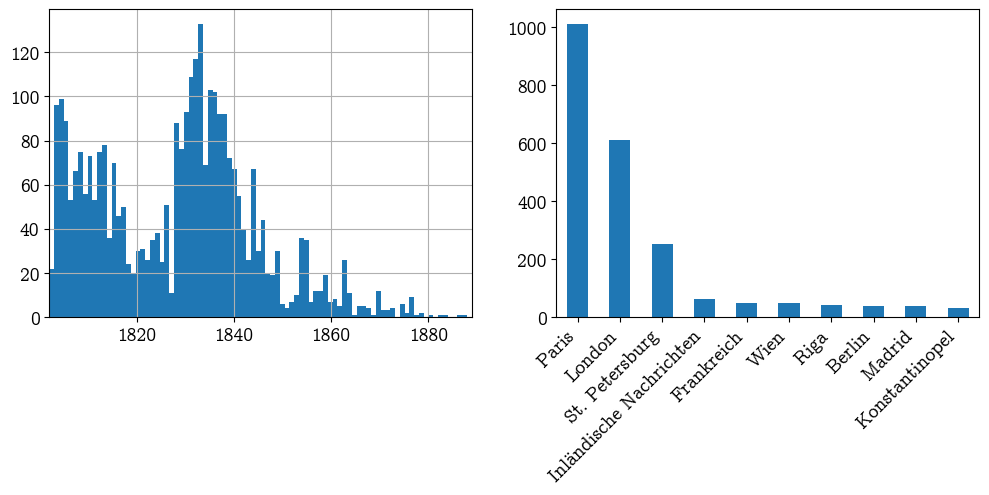 120
100
80
60
40
20
0
1820 1840 1860 1880
1000
800
600
400
200
0
Paris
London
St. Petersburg
Inländische Nachrichten
Frankreich
Wien
Riga
Berlin
Madrid
Konstantinopel